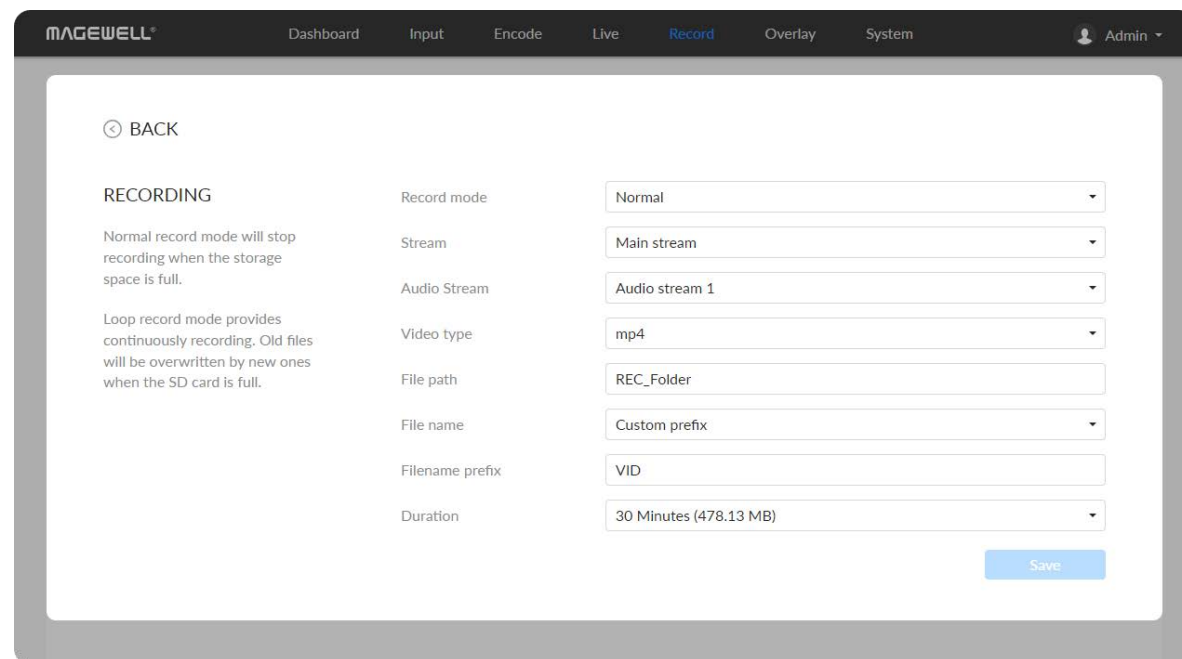 MAGEWELL®
Dashboard
Input
Encode
Live
Record
Overlay
System
Admin
BACK
RECORDING
Normal record mode will stop
recording when the storage
space is full.
Loop record mode provides
continuously recording. Old files
will be overwritten by new ones
when the SD card is full.
Record mode
Normal
Stream
Main stream
Audio Stream
Audio stream 1
Video type
mp4
File path
REC_Folder
File name
Custom prefix
Filename prefix
VID
Duration
30 Minutes (478.13 MB)
Save